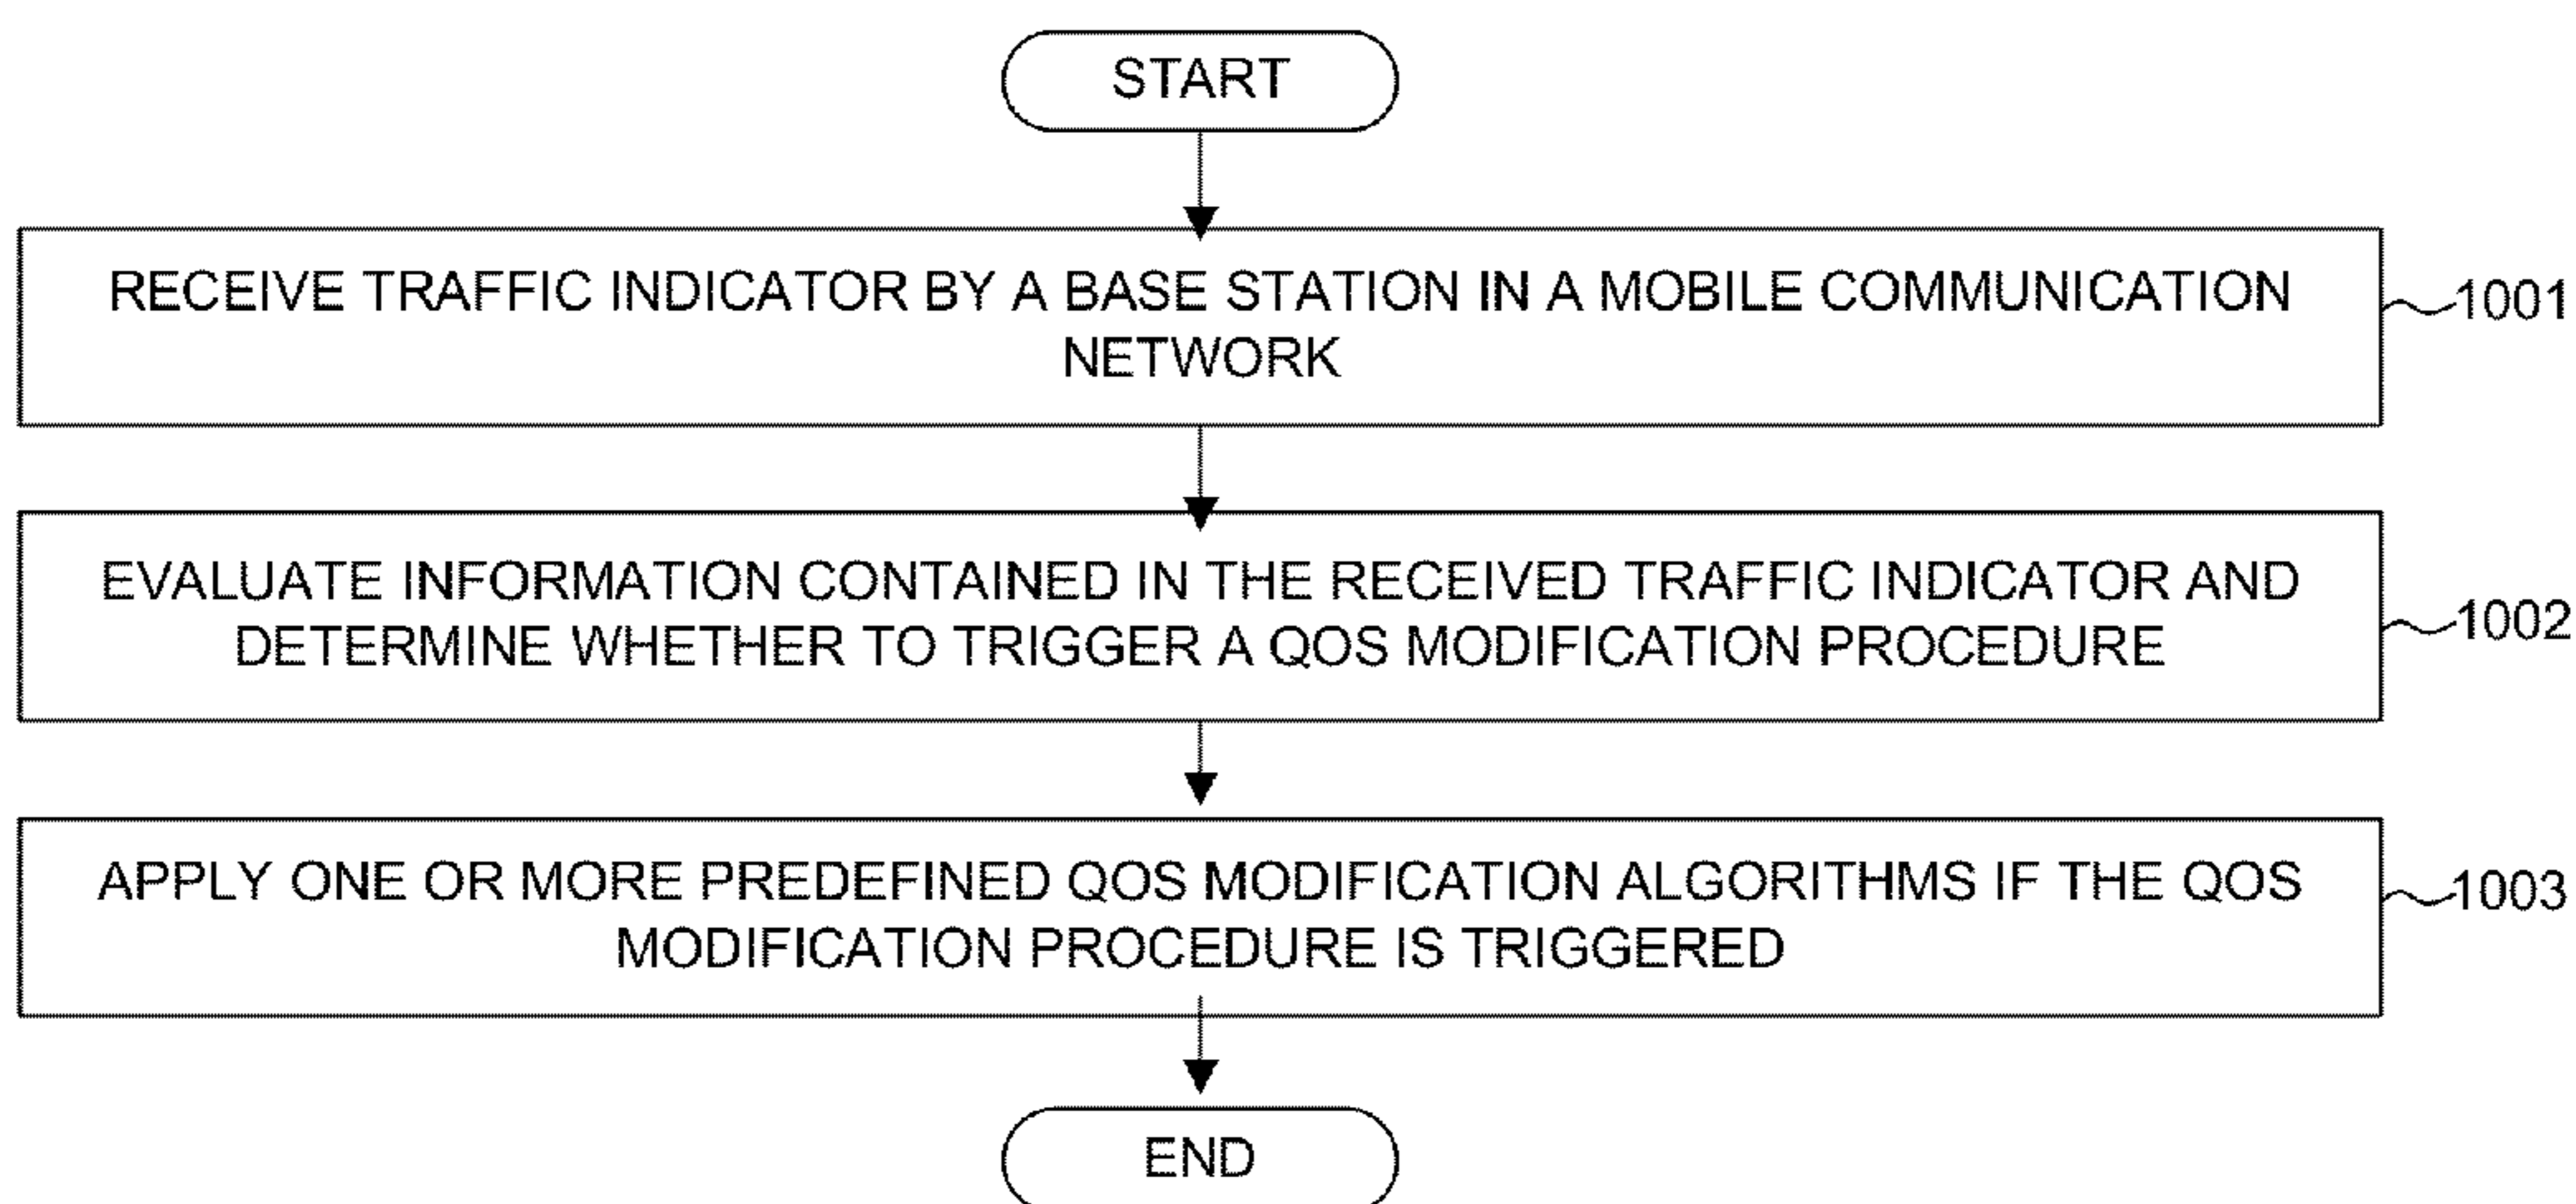 START
RECEIVE TRAFFIC INDICATOR BY A BASE STATION IN A MOBILE COMMUNICATION
NETWORK
1001
EVALUATE INFORMATION CONTAINED IN THE RECEIVED TRAFFIC INDICATOR AND
DETERMINE WHETHER TO TRIGGER A QOS MODIFICATION PROCEDURE
1002
APPLY ONE OR MORE PREDEFINED QOS MODIFICATION ALGORITHMS IF THE QOS
MODIFICATION PROCEDURE IS TRIGGERED
1003
END